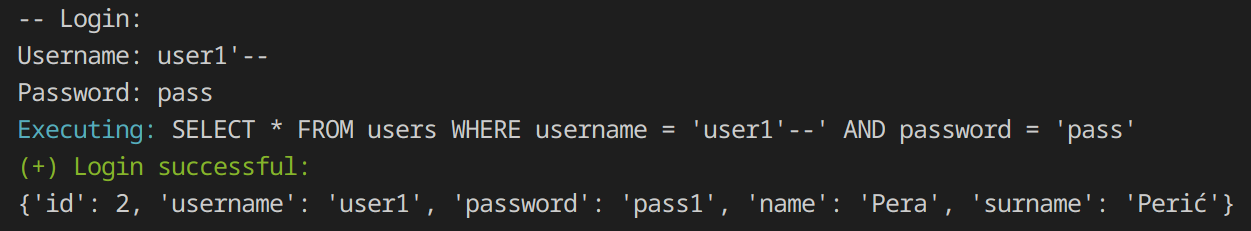 -- Login:
Username: user1'--
Password: pass
Executing: SELECT * FROM users WHERE username = 'user1'--' AND password = 'pass'
(+) Login successful:
{'id': 2, 'username': 'user1', 'password': 'pass1', 'name': 'Pera', 'surname': 'Perić'}